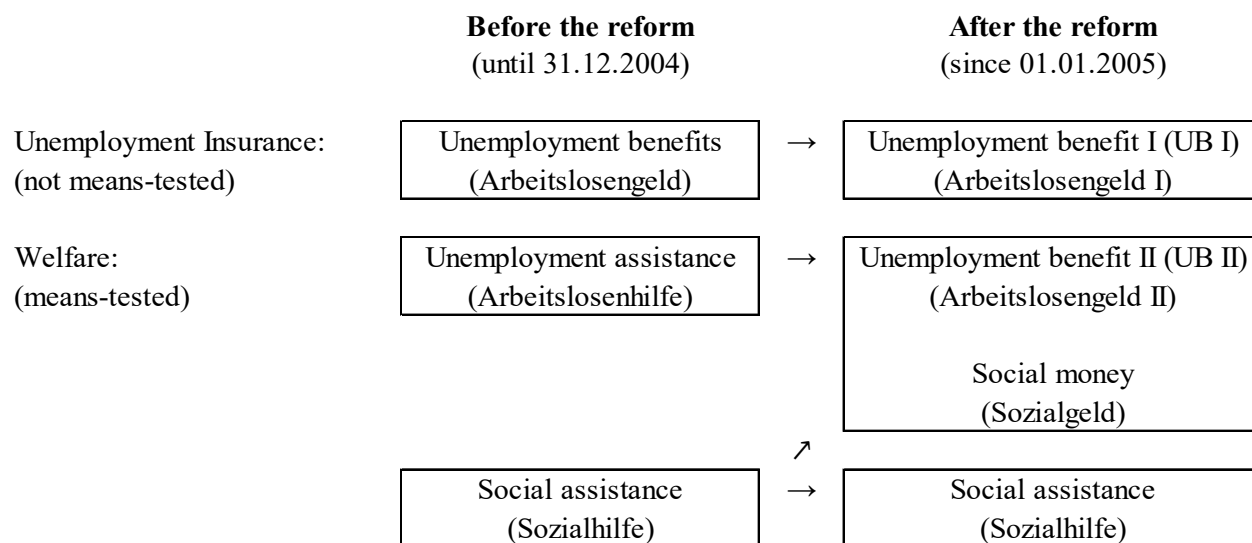 Before the reform
(until 31.12.2004)
After the reform
(since 01.01.2005)
Unemployment Insurance:
(not means-tested)
Unemployment benefits
(Arbeitslosengeld)
→
Unemployment benefit I (UB I)
(Arbeitslosengeld I)
Welfare:
(means-tested)
Unemployment assistance
(Arbeitslosenhilfe)
→
Unemployment benefit II (UB II)
(Arbeitslosengeld II)
Social money
(Sozialgeld)
↗
Social assistance
(Sozialhilfe)
→
Social assistance
(Sozialhilfe)